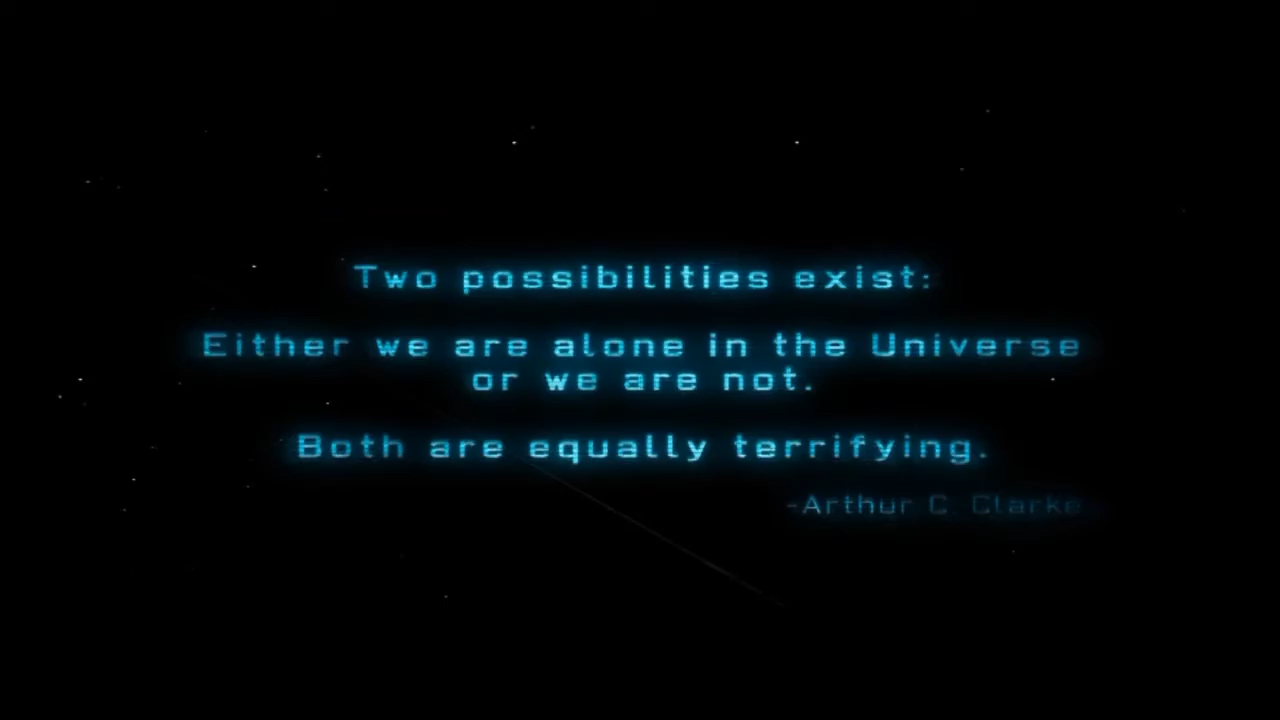 Two possibilities exist:
Either we are alone in the Universe
or we are not.
Both are equally terrifying.
-Arthur C. Clarke